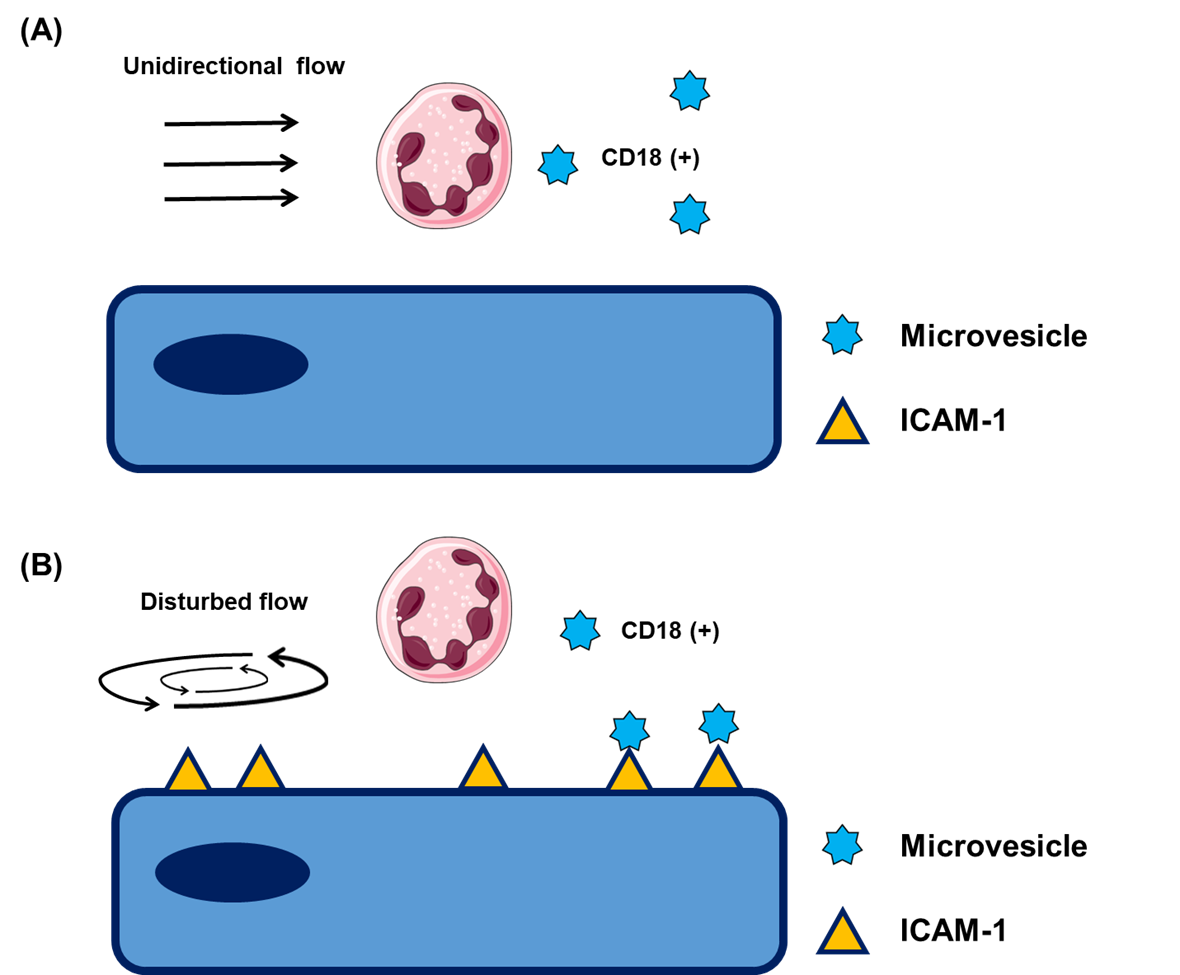 (A)
Unidirectional flow
CD18 (+)
Microvesicle
ICAM-1
(B)
Disturbed flow
CD18 (+)
Microvesicle
ICAM-1